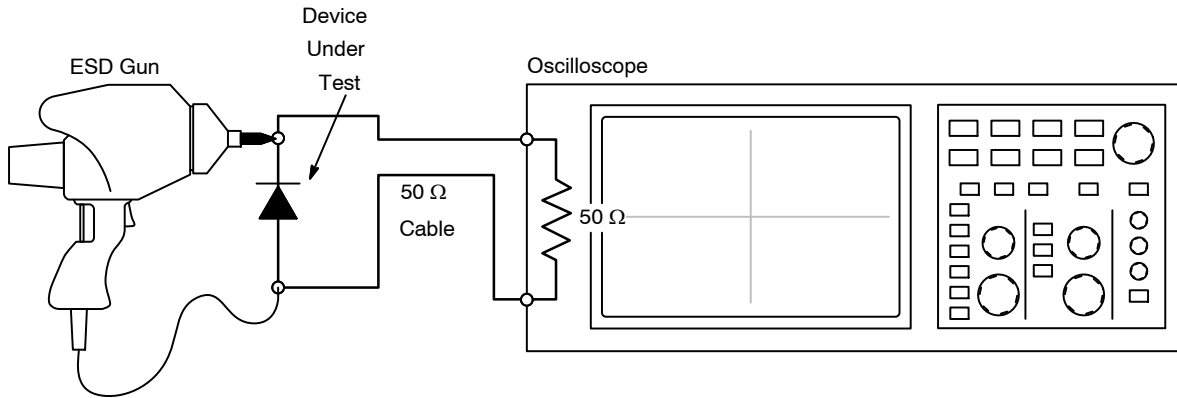 Device
Under
Test
ESD Gun
Oscilloscope
50 Ω
Cable
50 Ω